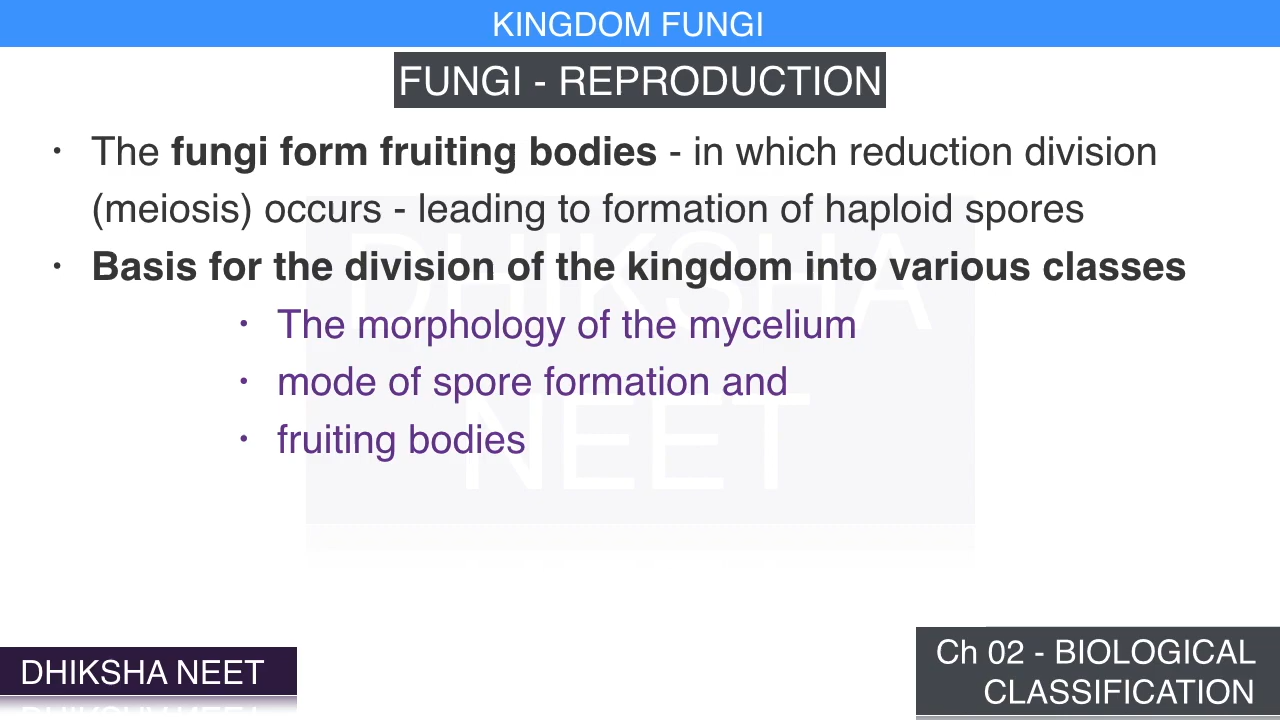 KINGDOM FUNGI
FUNGI - REPRODUCTION
• The fungi form fruiting bodies - in which reduction division
(meiosis) occurs - leading to formation of haploid spores
• Basis for the division of the kingdom into various classes
• The morphology of the mycelium
• mode of spore formation and
• fruiting bodies
DHIKSHA
NEET
DHIKSHA NEET
Ch 02 - BIOLOGICAL
CLASSIFICATION